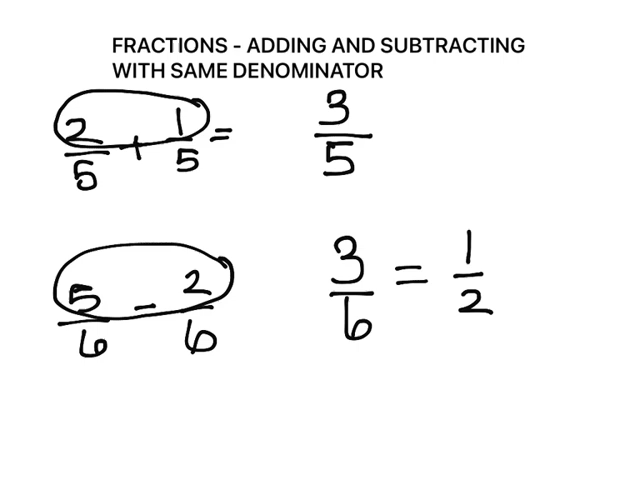 FRACTIONS - ADDING AND SUBTRACTING
WITH SAME DENOMINATOR
2/5 + 1/5 = 3/5
5/6 - 2/6 3/6 = 1/2